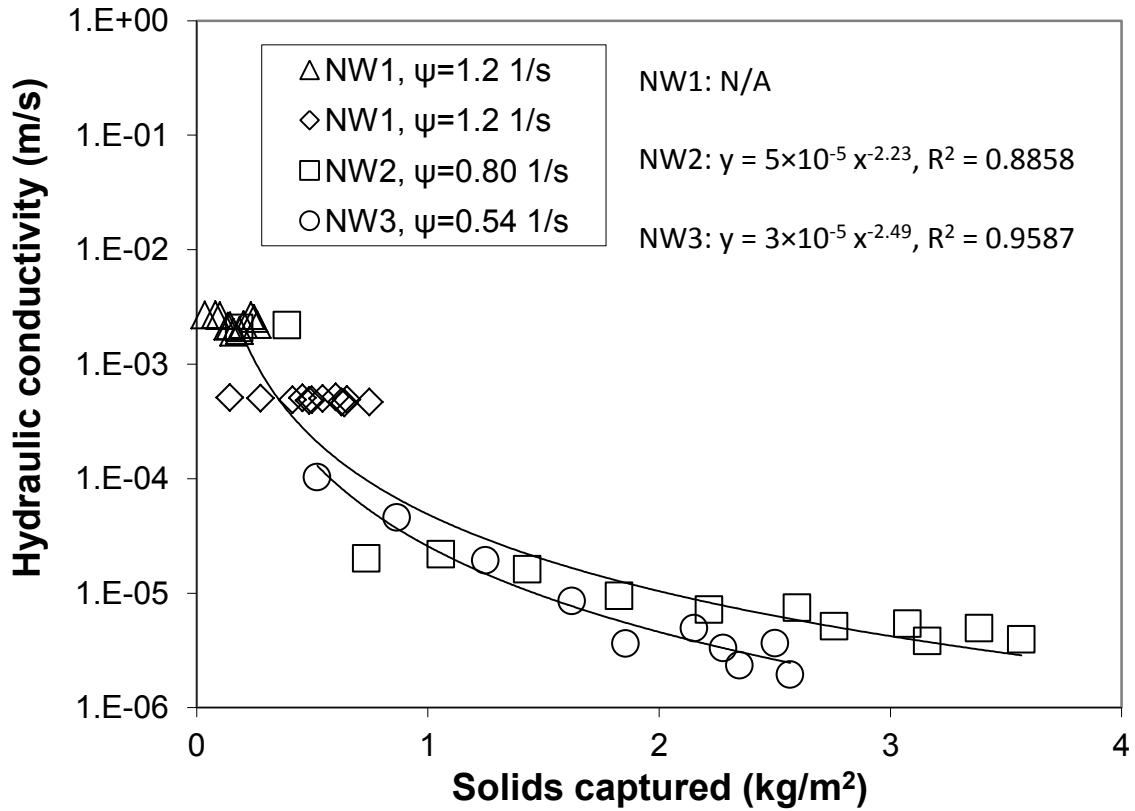 1.E+00
1.E-01
1.E-02
1.E-03
1.E-04
1.E-05
1.E-06
Hydraulic conductivity (m/s)
NW1, ψ=1.2 1/s
NW1, ψ=1.2 1/s
NW2, ψ=0.80 1/s
NW3, ψ=0.54 1/s
NW1: N/A
NW2: y = 5×10⁻⁵ x⁻²·²³, R² = 0.8858
NW3: y = 3×10⁻⁵ x⁻²·⁴⁹, R² = 0.9587
0 1 2 3 4
Solids captured (kg/m²)